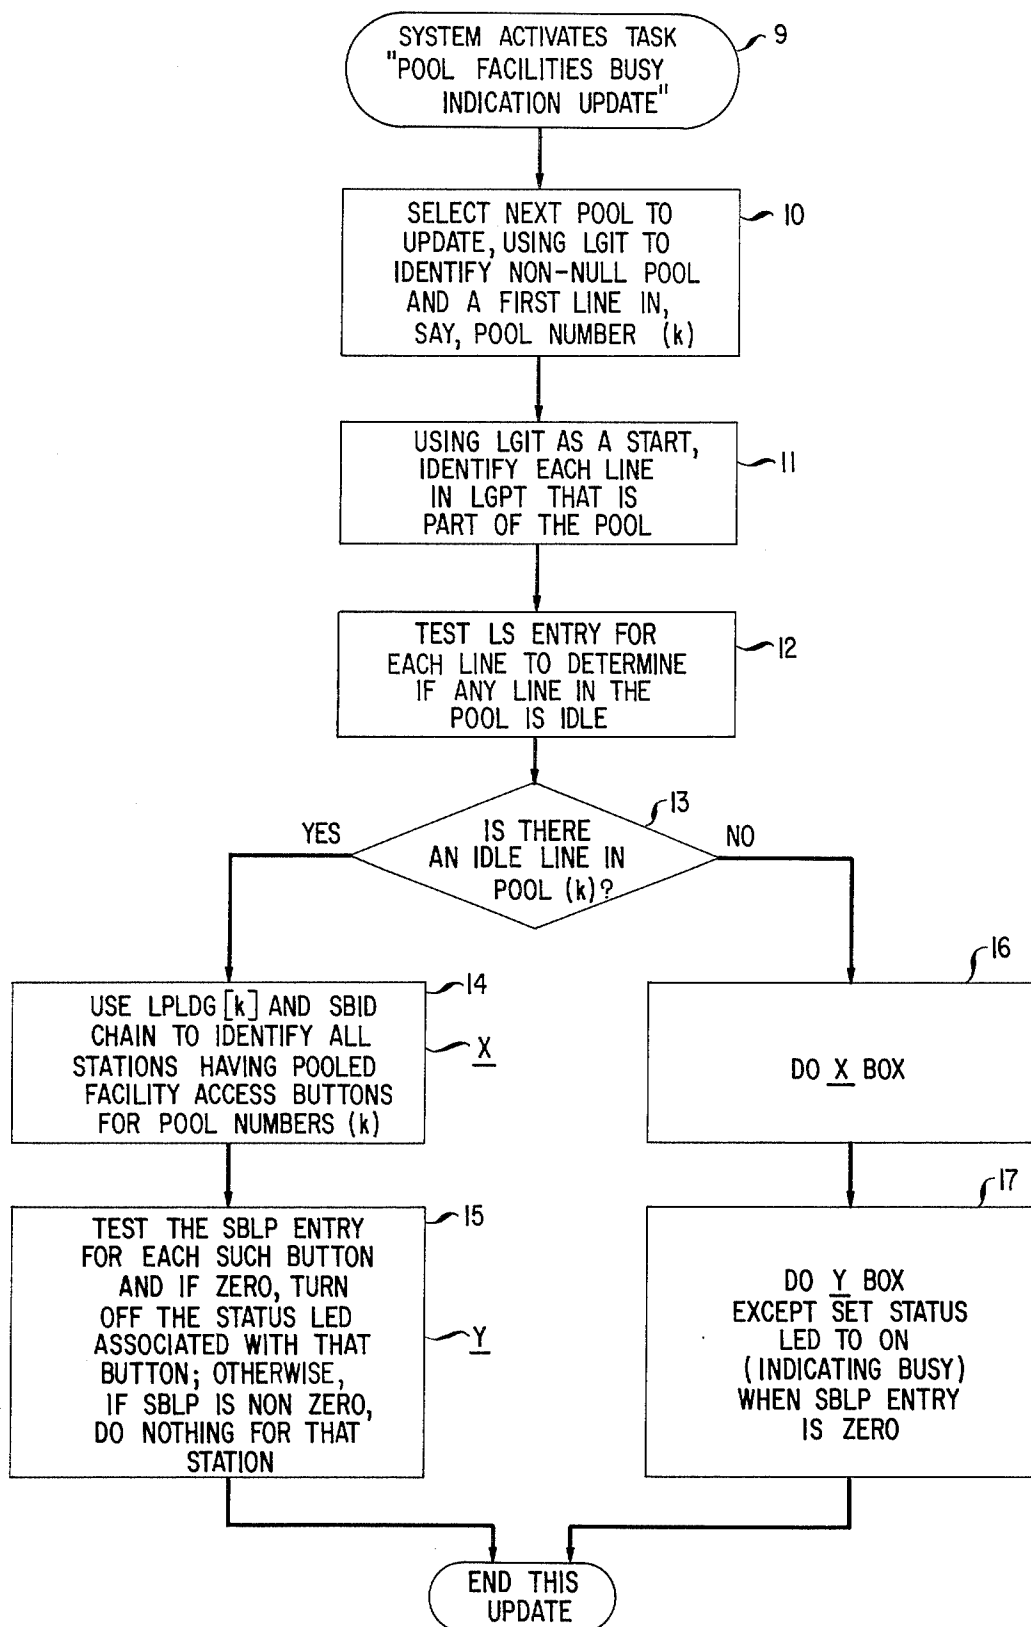 SYSTEM ACTIVATES TASK
"POOL FACILITIES BUSY
INDICATION UPDATE"
9
SELECT NEXT POOL TO
UPDATE, USING LGIT TO
IDENTIFY NON-NULL POOL
AND A FIRST LINE IN,
SAY, POOL NUMBER (k)
10
USING LGIT AS A START,
IDENTIFY EACH LINE
IN LGPT THAT IS
PART OF THE POOL
11
TEST LS ENTRY FOR
EACH LINE TO DETERMINE
IF ANY LINE IN THE
POOL IS IDLE
12
13
YES
IS THERE
AN IDLE LINE IN
POOL (k)?
NO
14
USE LPLDG [k] AND SBID
CHAIN TO IDENTIFY ALL
STATIONS HAVING POOLED
FACILITY ACCESS BUTTONS
FOR POOL NUMBERS (k)
X
16
DO X BOX
15
TEST THE SBLP ENTRY
FOR EACH SUCH BUTTON
AND IF ZERO, TURN
OFF THE STATUS LED
ASSOCIATED WITH THAT
BUTTON; OTHERWISE,
IF SBLP IS NON ZERO,
DO NOTHING FOR THAT
STATION
Y
17
DO Y BOX
EXCEPT SET STATUS
LED TO ON
(INDICATING BUSY)
WHEN SBLP ENTRY
IS ZERO
END THIS
UPDATE